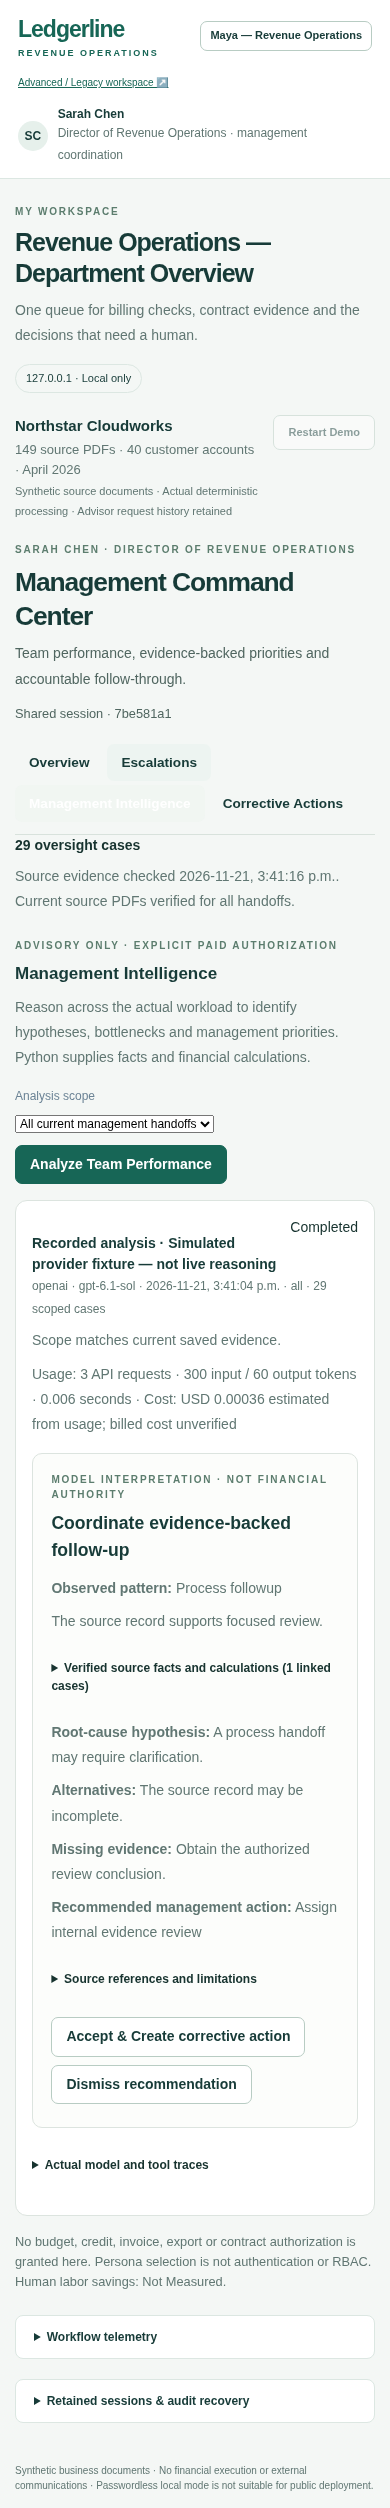 Ledgerline
REVENUE OPERATIONS
Maya — Revenue Operations
Advanced / Legacy workspace ↗
SC
Sarah Chen
Director of Revenue Operations · management
coordination
MY WORKSPACE
Revenue Operations —
Department Overview
One queue for billing checks, contract evidence and the
decisions that need a human.
127.0.0.1 · Local only
Northstar Cloudworks
149 source PDFs · 40 customer accounts
· April 2026
Synthetic source documents · Actual deterministic
processing · Advisor request history retained
Restart Demo
SARAH CHEN · DIRECTOR OF REVENUE OPERATIONS
Management Command
Center
Team performance, evidence-backed priorities and
accountable follow-through.
Shared session · 7be581a1
Overview
Escalations
Management Intelligence
Corrective Actions
29 oversight cases
Source evidence checked 2026-11-21, 3:41:16 p.m..
Current source PDFs verified for all handoffs.
ADVISORY ONLY · EXPLICIT PAID AUTHORIZATION
Management Intelligence
Reason across the actual workload to identify
hypotheses, bottlenecks and management priorities.
Python supplies facts and financial calculations.
Analysis scope
All current management handoffs
Analyze Team Performance
Completed
Recorded analysis · Simulated
provider fixture — not live reasoning
openai · gpt-6.1-sol · 2026-11-21, 3:41:04 p.m. · all · 29
scoped cases
Scope matches current saved evidence.
Usage: 3 API requests · 300 input / 60 output tokens
· 0.006 seconds · Cost: USD 0.00036 estimated
from usage; billed cost unverified
MODEL INTERPRETATION · NOT FINANCIAL
AUTHORITY
Coordinate evidence-backed
follow-up
Observed pattern: Process followup
The source record supports focused review.
▶ Verified source facts and calculations (1 linked
cases)
Root-cause hypothesis: A process handoff
may require clarification.
Alternatives: The source record may be
incomplete.
Missing evidence: Obtain the authorized
review conclusion.
Recommended management action: Assign
internal evidence review
▶ Source references and limitations
Accept & Create corrective action
Dismiss recommendation
▶ Actual model and tool traces
No budget, credit, invoice, export or contract authorization is
granted here. Persona selection is not authentication or RBAC.
Human labor savings: Not Measured.
▶ Workflow telemetry
▶ Retained sessions & audit recovery
Synthetic business documents · No financial execution or external
communications · Passwordless local mode is not suitable for public deployment.